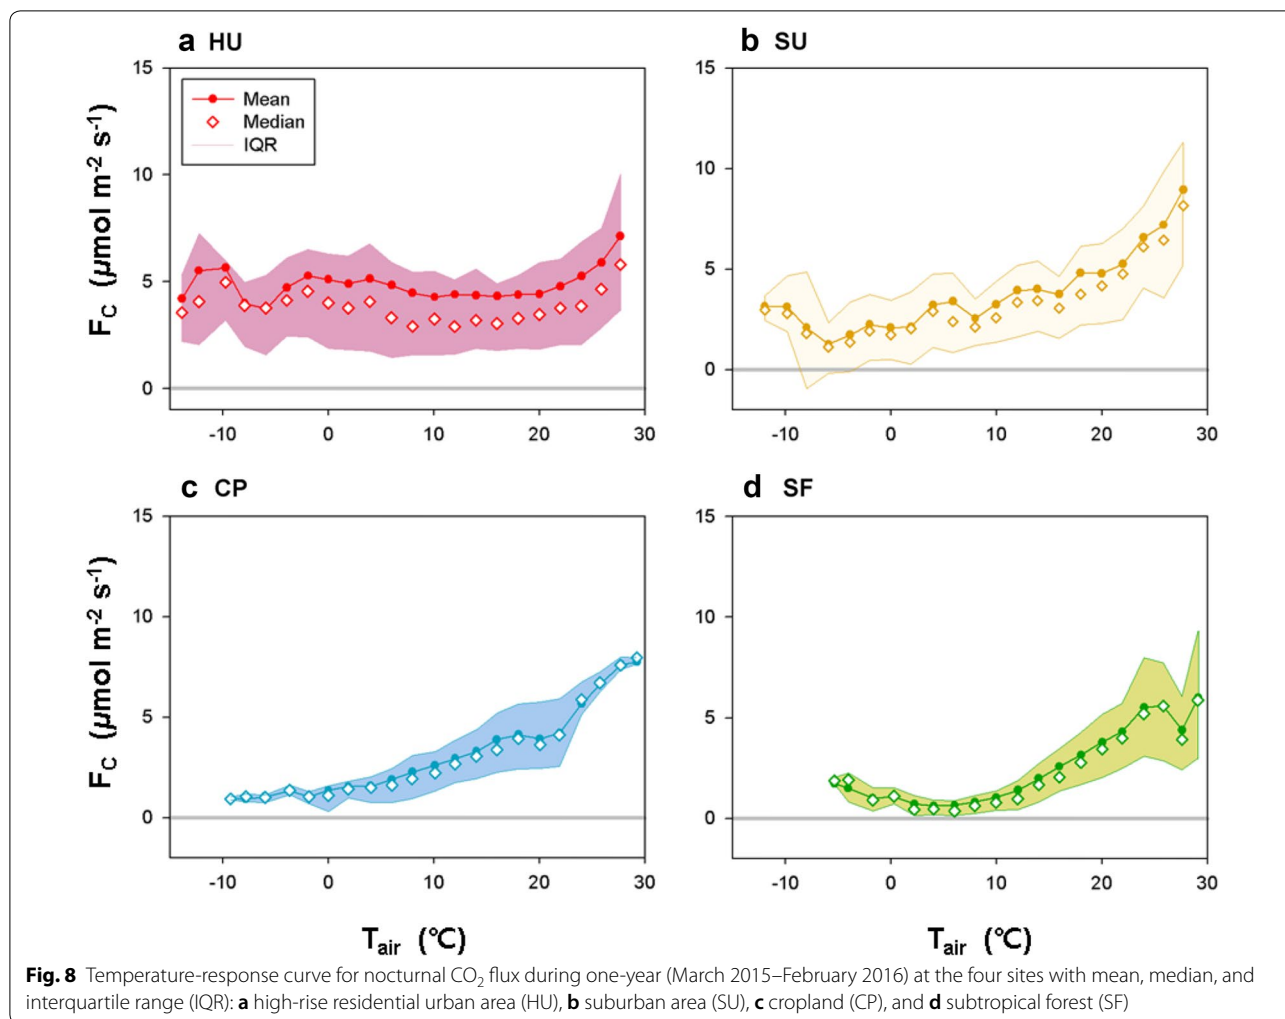 a HU
b SU
15
10
5
0
F_C (μmol m⁻² s⁻¹)
Mean
Median
IQR
-10 0 10 20 30
15
10
5
0
-10 0 10 20 30
c CP
d SF
15
10
5
0
F_C (μmol m⁻² s⁻¹)
-10 0 10 20 30
T_air (℃)
15
10
5
0
-10 0 10 20 30
T_air (℃)
Fig. 8 Temperature-response curve for nocturnal CO₂ flux during one-year (March 2015–February 2016) at the four sites with mean, median, and
interquartile range (IQR): a high-rise residential urban area (HU), b suburban area (SU), c cropland (CP), and d subtropical forest (SF)